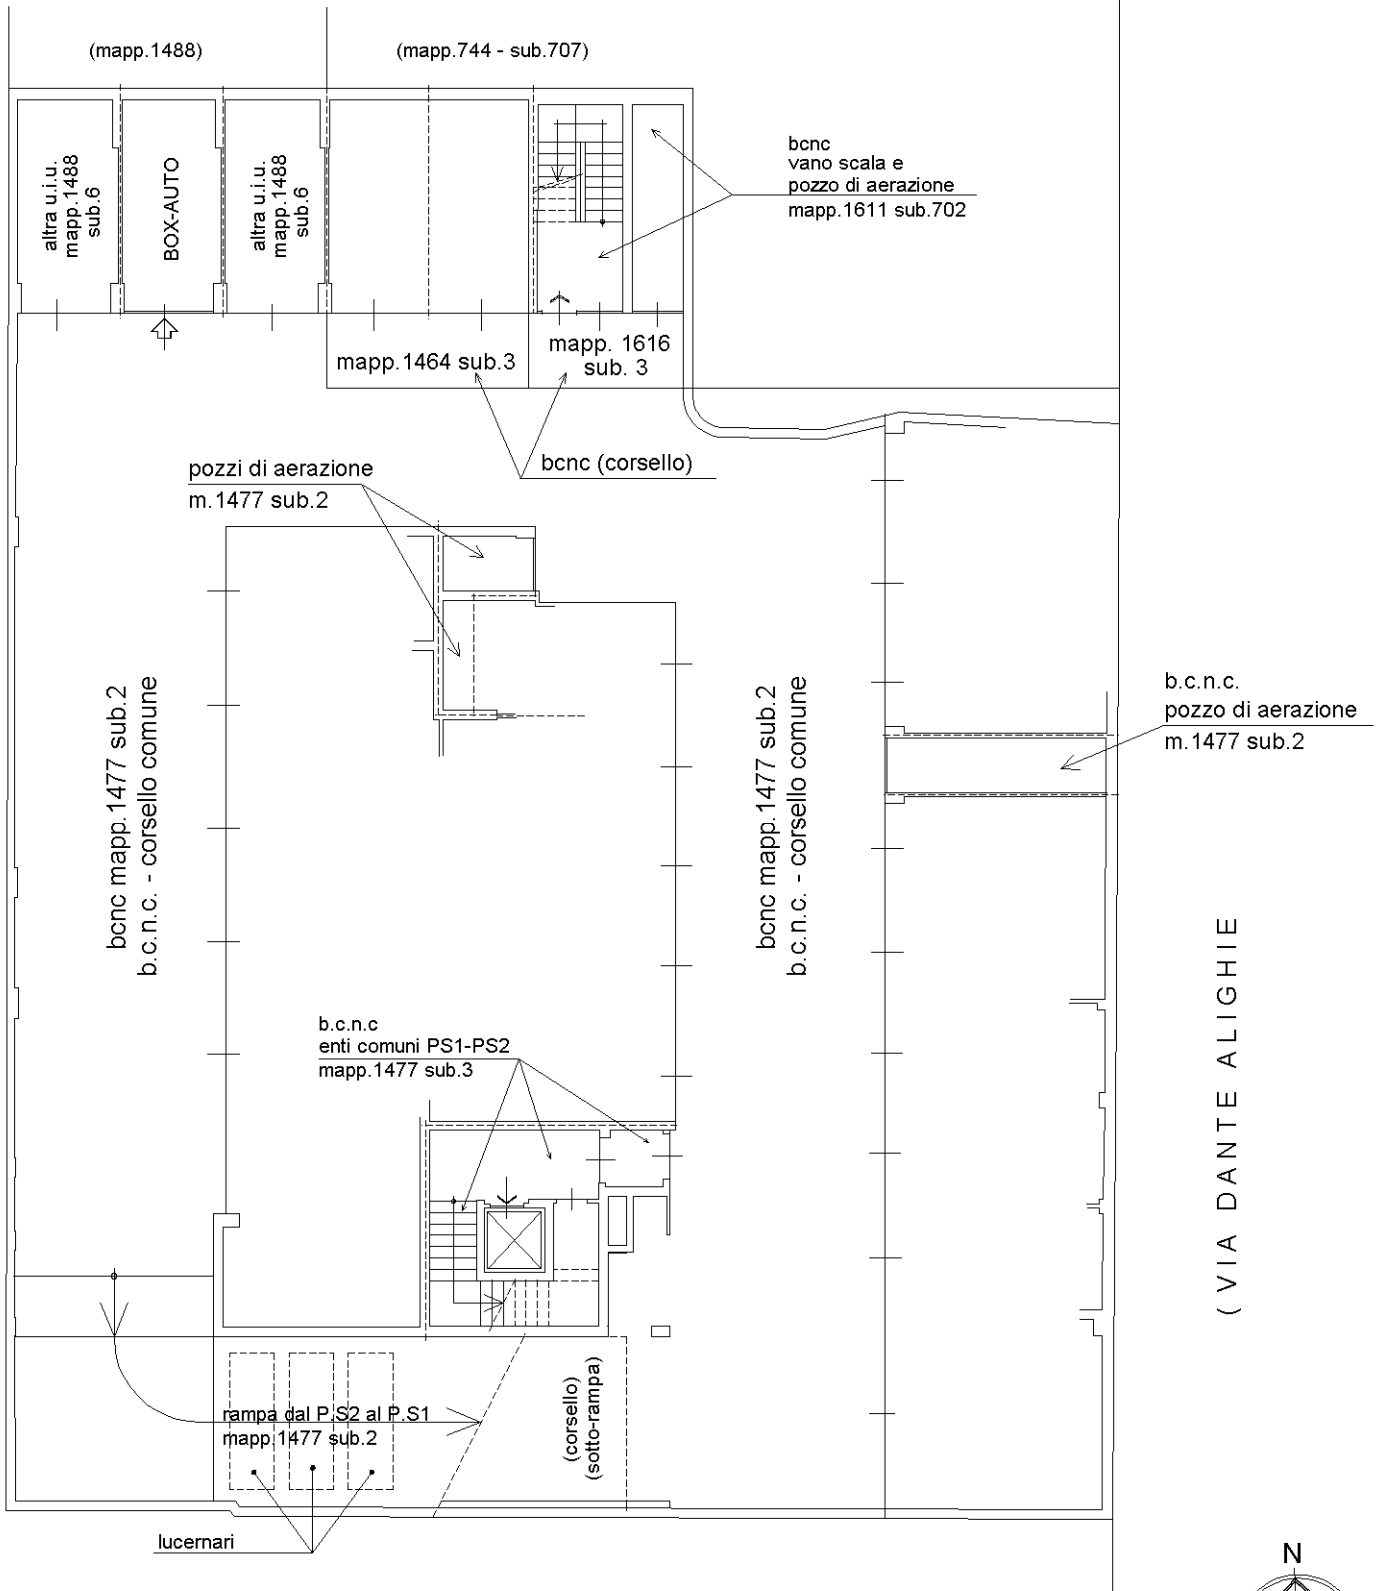 (mapp.1488)
(mapp.744 - sub.707)
altra u.i.u.
mapp.1488
sub.6
BOX-AUTO
altra u.i.u.
mapp.1488
sub.6
bcnc
vano scala e
pozzo di aerazione
mapp.1611 sub.702
mapp.1464 sub.3
mapp. 1616
sub. 3
bcnc (corsello)
pozzi di aerazione
m.1477 sub.2
bcnc mapp.1477 sub.2
b.c.n.c. - corsello comune
bcnc mapp.1477 sub.2
b.c.n.c. - corsello comune
b.c.n.c.
pozzo di aerazione
m.1477 sub.2
(VIA DANTE ALIGHIE
b.c.n.c
enti comuni PS1-PS2
mapp.1477 sub.3
rampa dal P.S2 al P.S1
mapp.1477 sub.2
(corsello)
(sotto-rampa)
lucernari
N